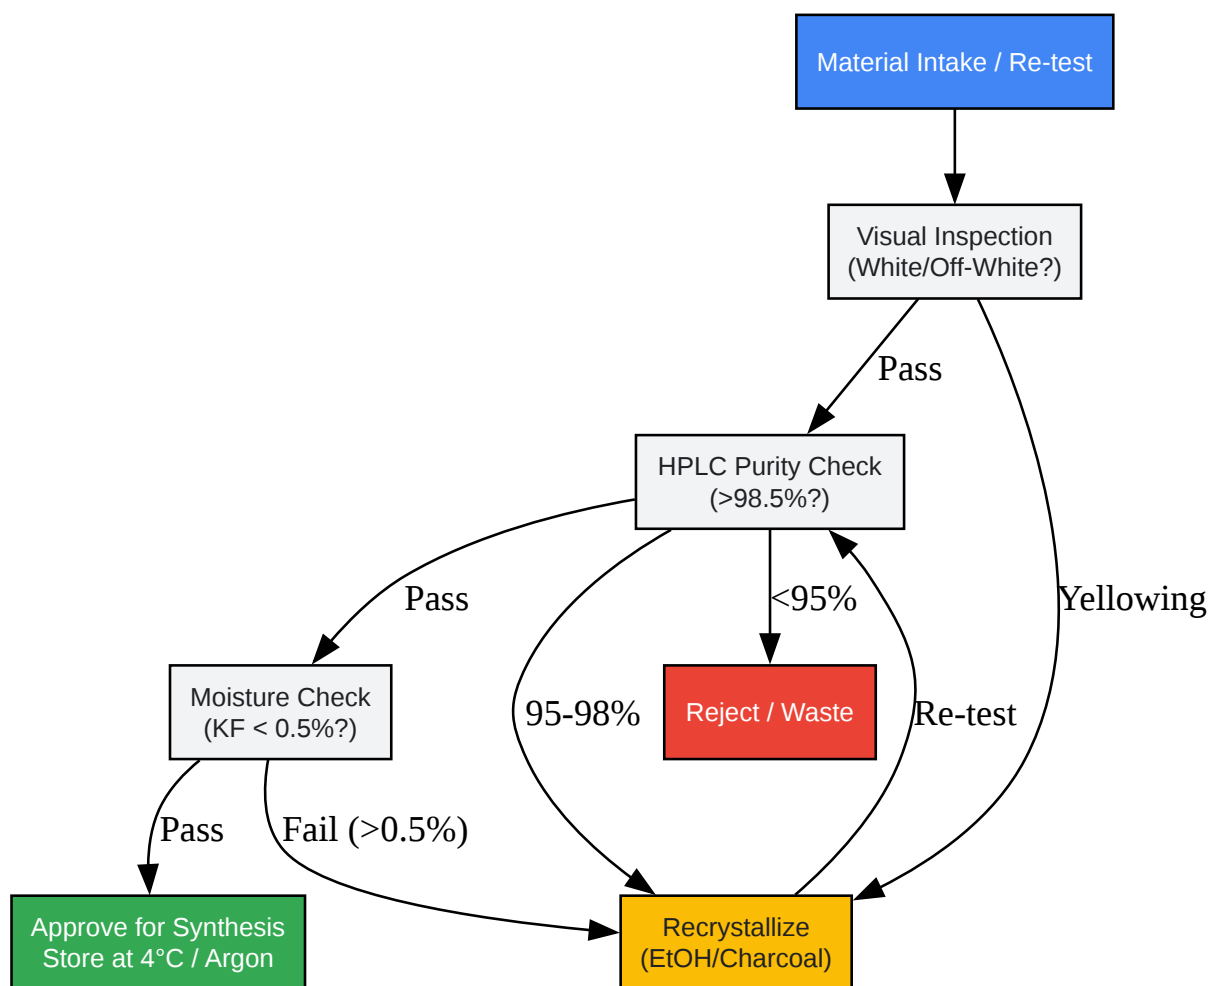 Material Intake / Re-test
Visual Inspection
(White/Off-White?)
Pass
HPLC Purity Check
(>98.5%?)
Pass
<95%
Yellowing
Moisture Check
(KF < 0.5%?)
95-98%
Reject / Waste
Re-test
Pass
Fail (>0.5%)
Approve for Synthesis
Store at 4°C / Argon
Recrystallize
(EtOH/Charcoal)